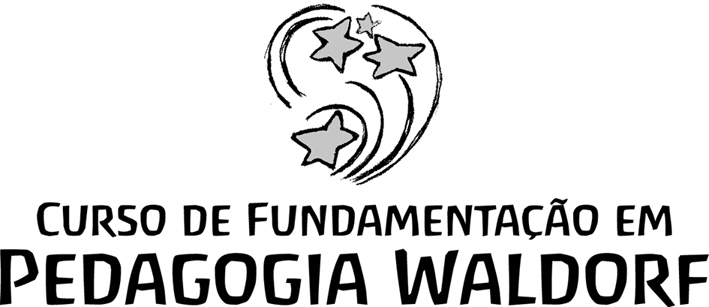 CURSO DE FUNDAMENTAÇÃO EM
PEDAGOGIA WALDORF